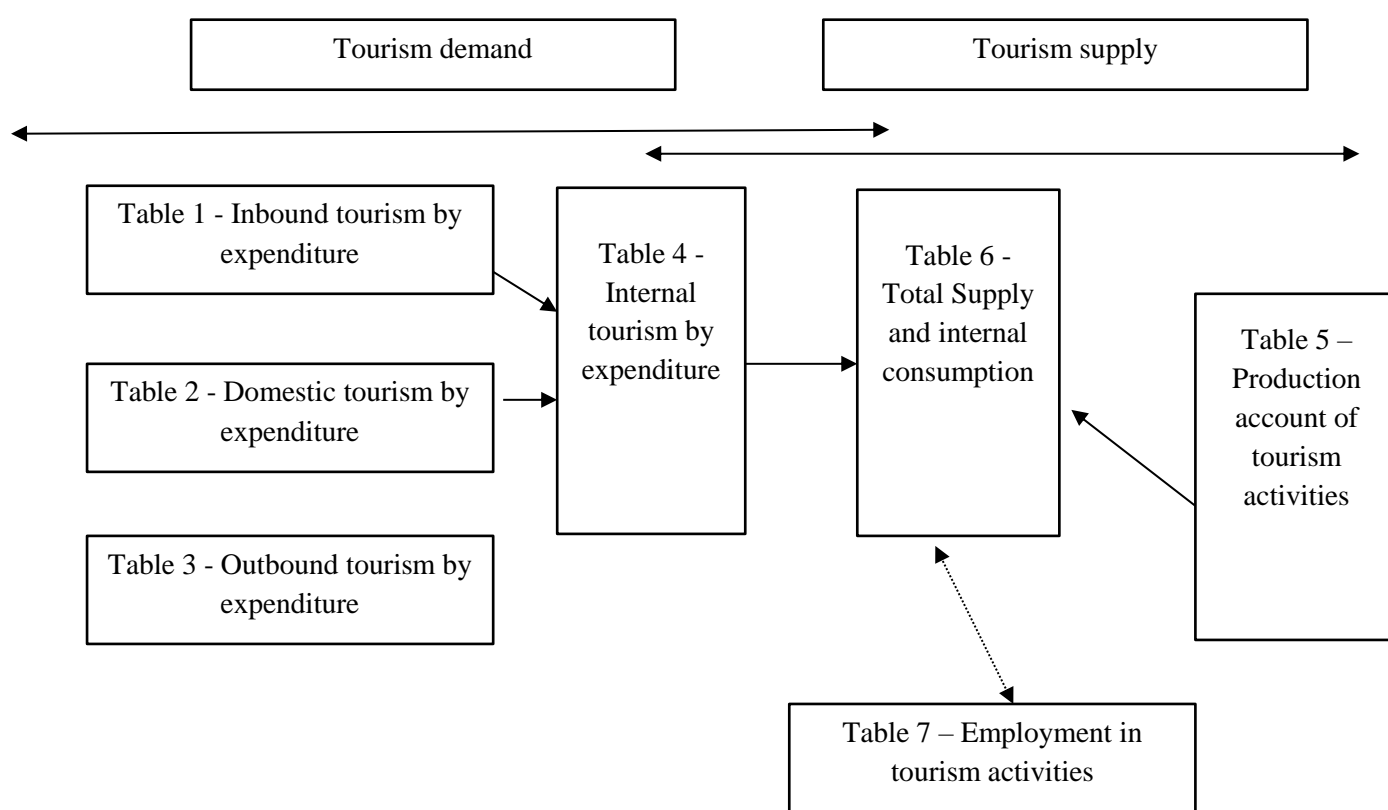 Tourism demand
Tourism supply
Table 1 - Inbound tourism by
expenditure
Table 2 - Domestic tourism by
expenditure
Table 3 - Outbound tourism by
expenditure
Table 4 -
Internal
tourism by
expenditure
Table 6 -
Total Supply
and internal
consumption
Table 5 –
Production
account of
tourism
activities
Table 7 – Employment in
tourism activities